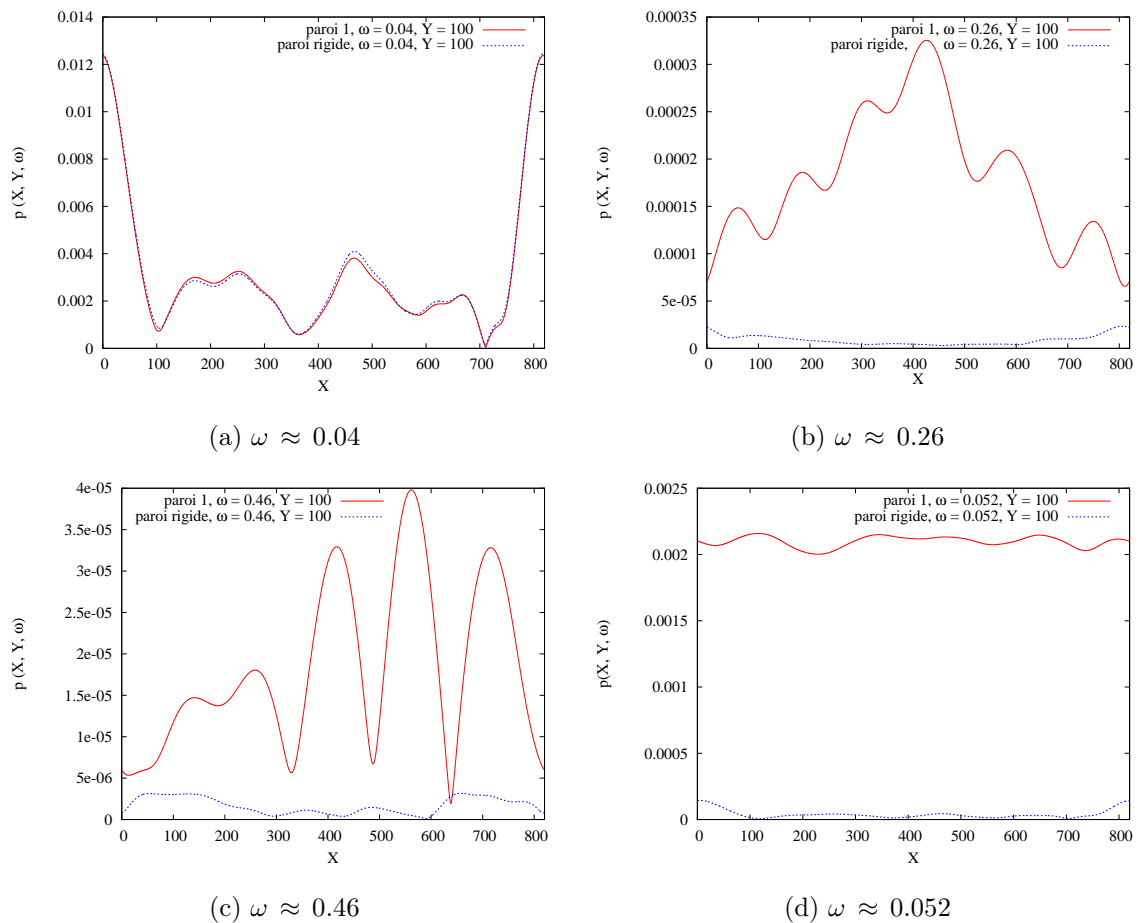 0.014
0.012
0.01
0.008
0.006
0.004
0.002
0
p (X, Y, ω)
paroi 1, ω = 0.04, Y = 100
paroi rigide, ω = 0.04, Y = 100
0 100 200 300 400 500 600 700 800
X
(a) ω ≈ 0.04
0.00035
0.0003
0.00025
0.0002
0.00015
0.0001
5e-05
0
p (X, Y, ω)
paroi 1, ω = 0.26, Y = 100
paroi rigide, ω = 0.26, Y = 100
0 100 200 300 400 500 600 700 800
X
(b) ω ≈ 0.26
4e-05
3.5e-05
3e-05
2.5e-05
2e-05
1.5e-05
1e-05
5e-06
0
p (X, Y, ω)
paroi 1, ω = 0.46, Y = 100
paroi rigide, ω = 0.46, Y = 100
0 100 200 300 400 500 600 700 800
X
(c) ω ≈ 0.46
0.0025
0.002
0.0015
0.001
0.0005
0
p(X, Y, ω)
paroi 1, ω = 0.052, Y = 100
paroi rigide, ω = 0.052, Y = 100
0 100 200 300 400 500 600 700 800
X
(d) ω ≈ 0.052